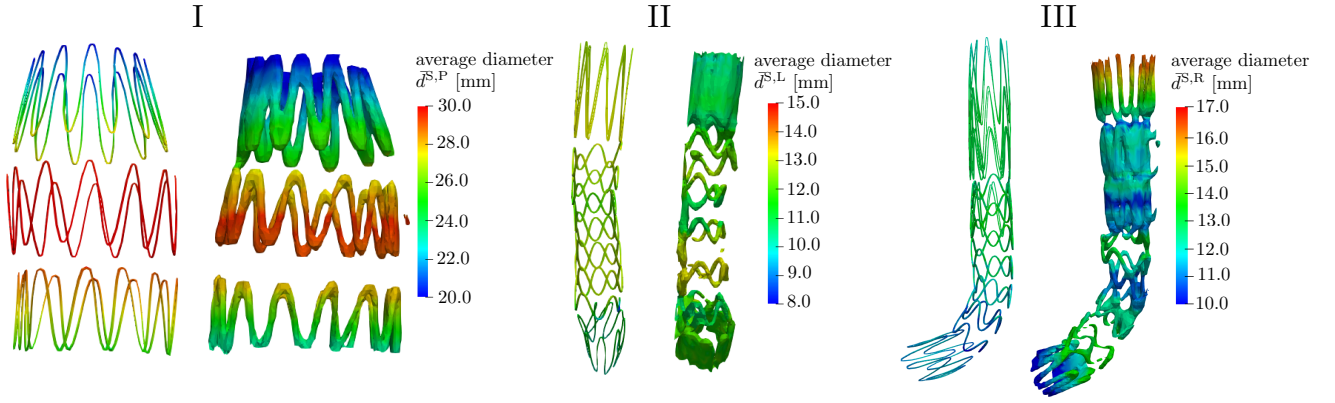 I
II
III
average diameter
d̄ˢ,ᴾ [mm]
30.0
28.0
26.0
24.0
22.0
20.0
average diameter
d̄ˢ,ᴸ [mm]
15.0
14.0
13.0
12.0
11.0
10.0
9.0
8.0
average diameter
d̄ˢ,ᴿ [mm]
17.0
16.0
15.0
14.0
13.0
12.0
11.0
10.0